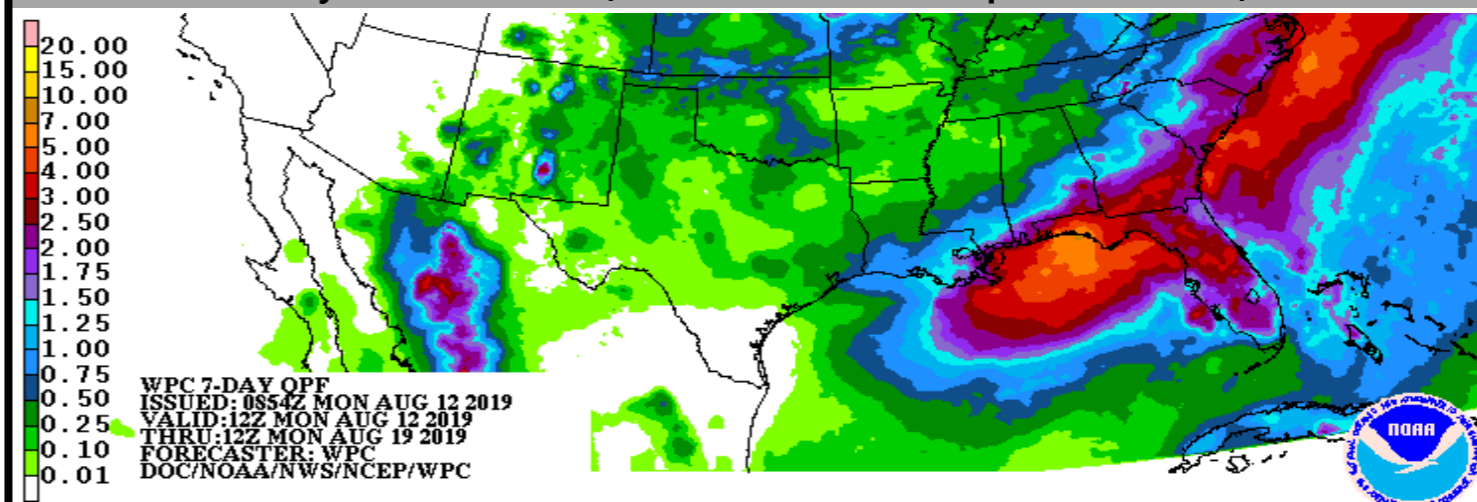 20.00
15.00
10.00
7.00
5.00
4.00
3.00
2.50
2.00
1.75
1.50
1.25
1.00
0.75
0.50
0.25
0.10
0.01
WPC 7-DAY QPF
ISSUED: 0854Z MON AUG 12 2019
VALID:12Z MON AUG 12 2019
THRU:12Z MON AUG 19 2019
FORECASTER: WPC
DOC/NOAA/NWS/NCEP/WPC
NOAA